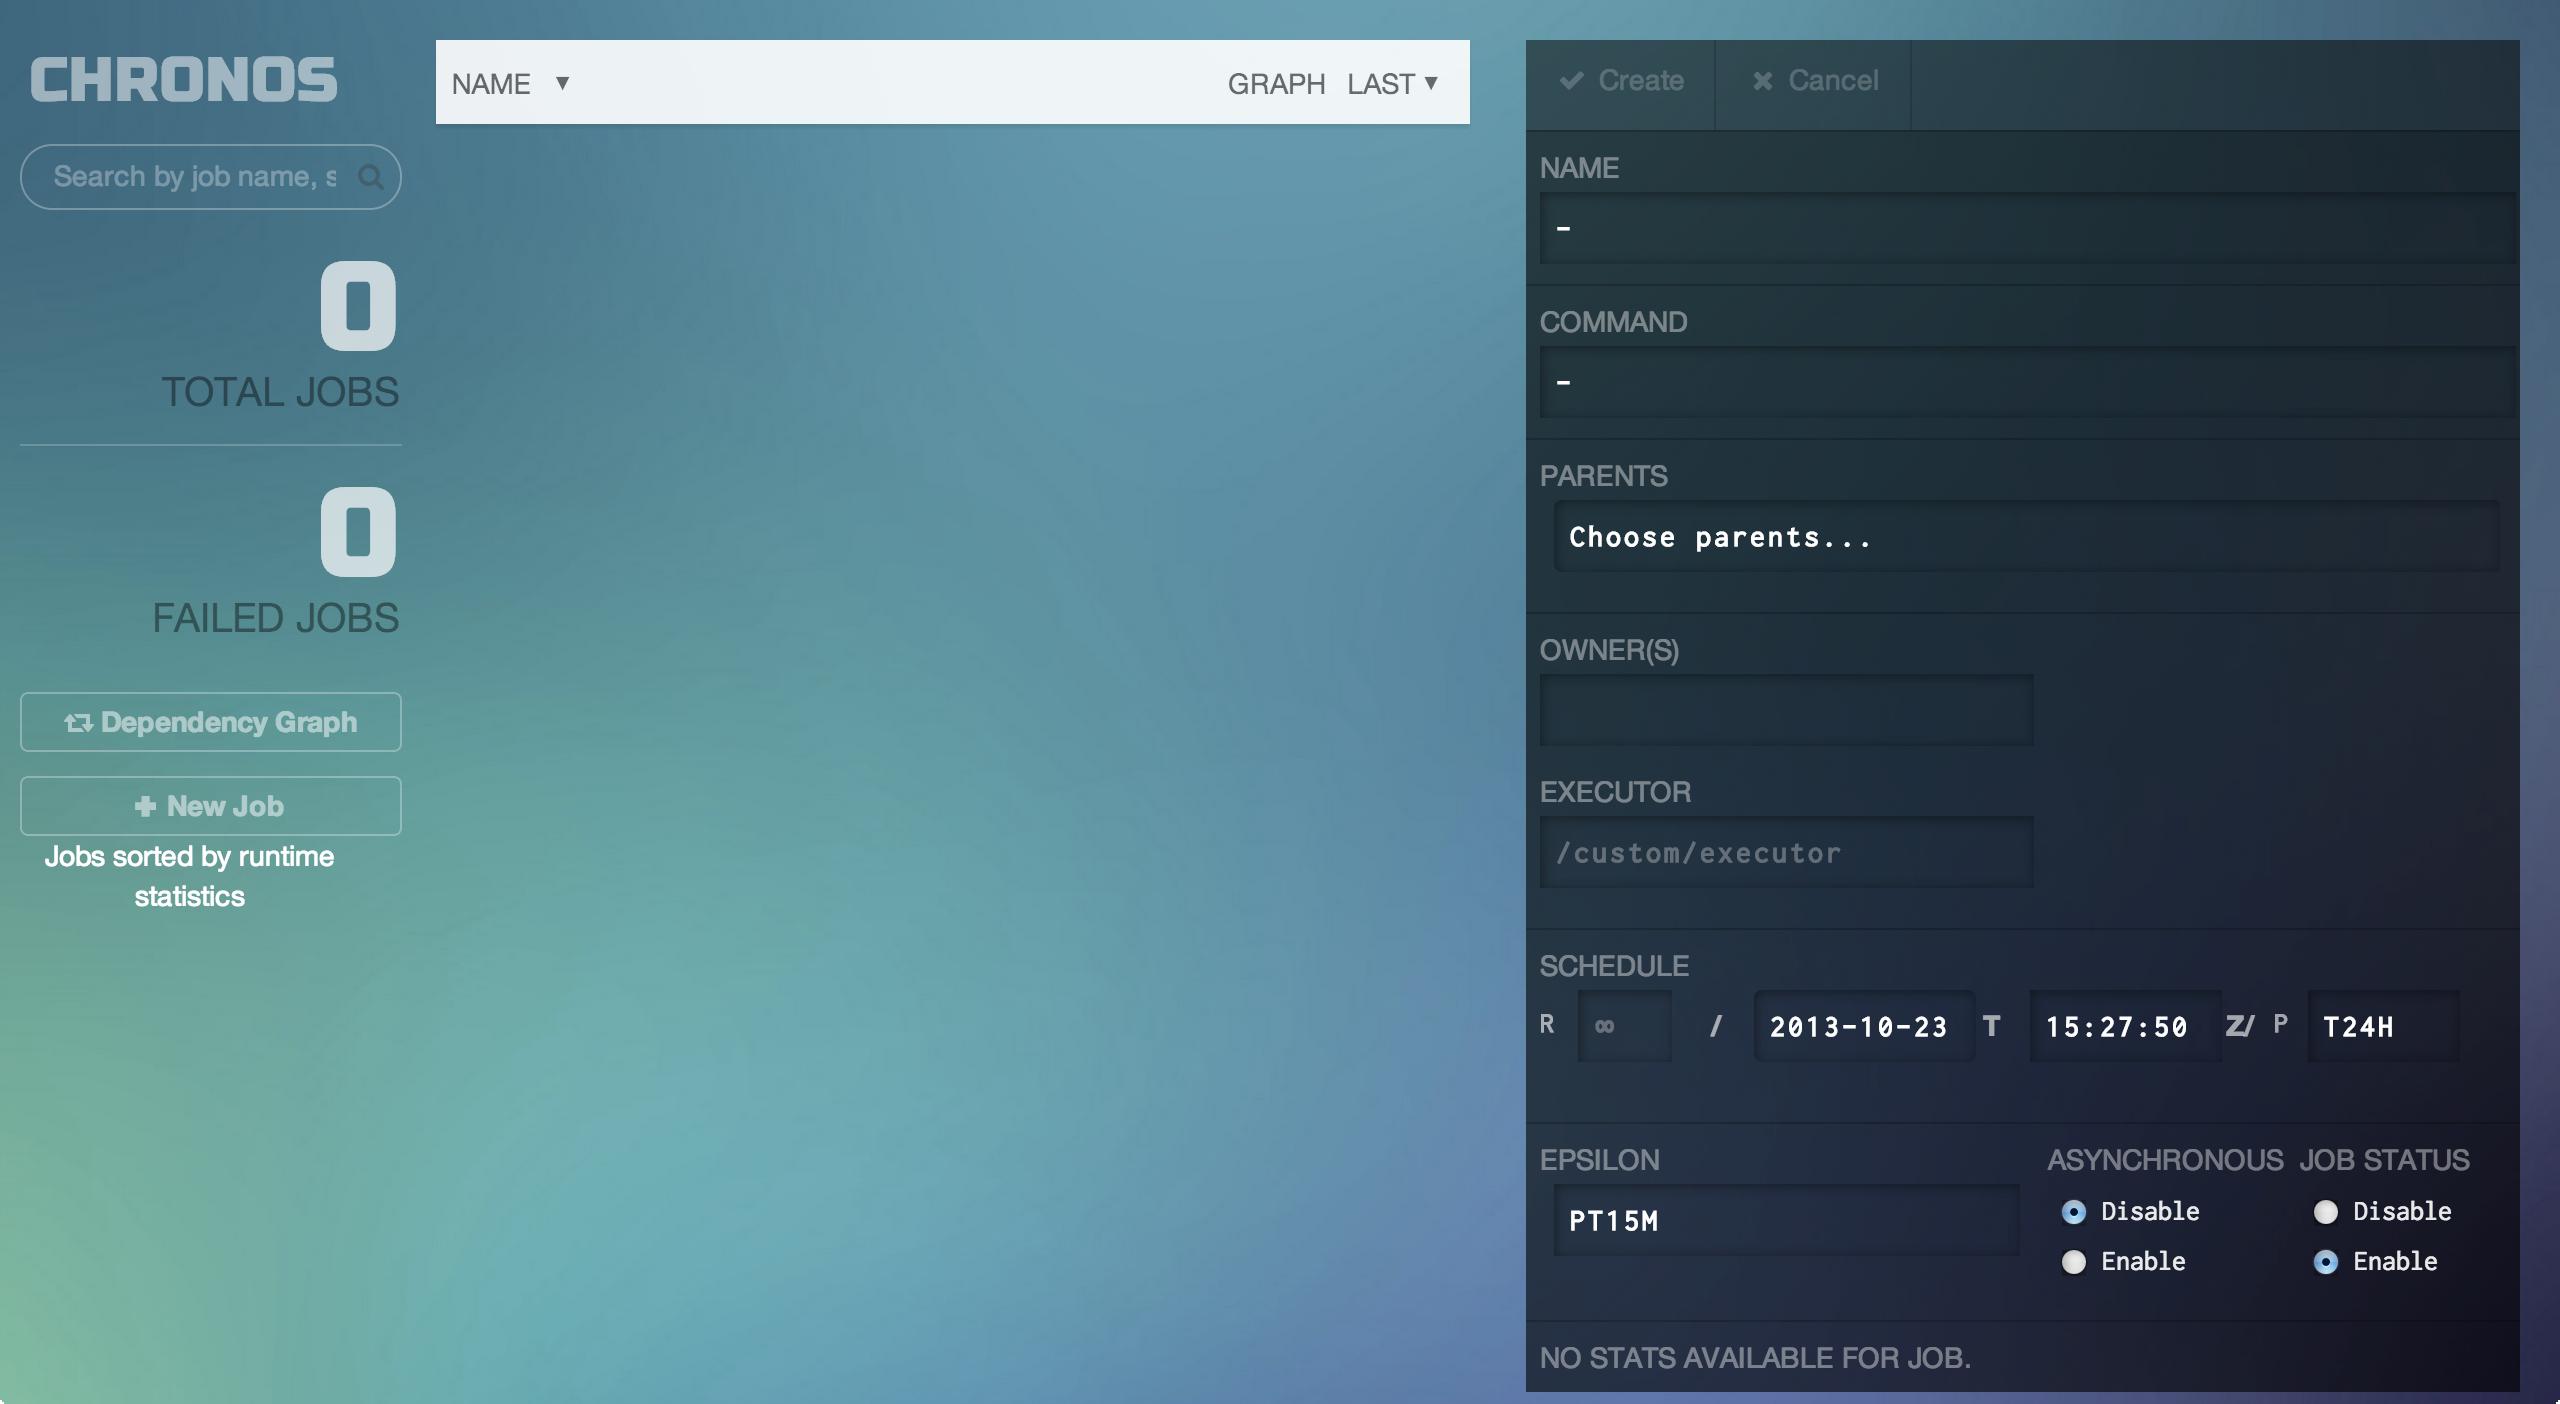 CHRONOS
Search by job name, s
0
TOTAL JOBS
0
FAILED JOBS
Dependency Graph
New Job
Jobs sorted by runtime
statistics
NAME ▼ GRAPH LAST ▼
Create Cancel
NAME
-
COMMAND
-
PARENTS
Choose parents...
OWNER(S)
EXECUTOR
/custom/executor
SCHEDULE
R ∞ / 2013-10-23 T 15:27:50 Z/ P T24H
EPSILON ASYNCHRONOUS JOB STATUS
PT15M
Disable Disable
Enable Enable
NO STATS AVAILABLE FOR JOB.